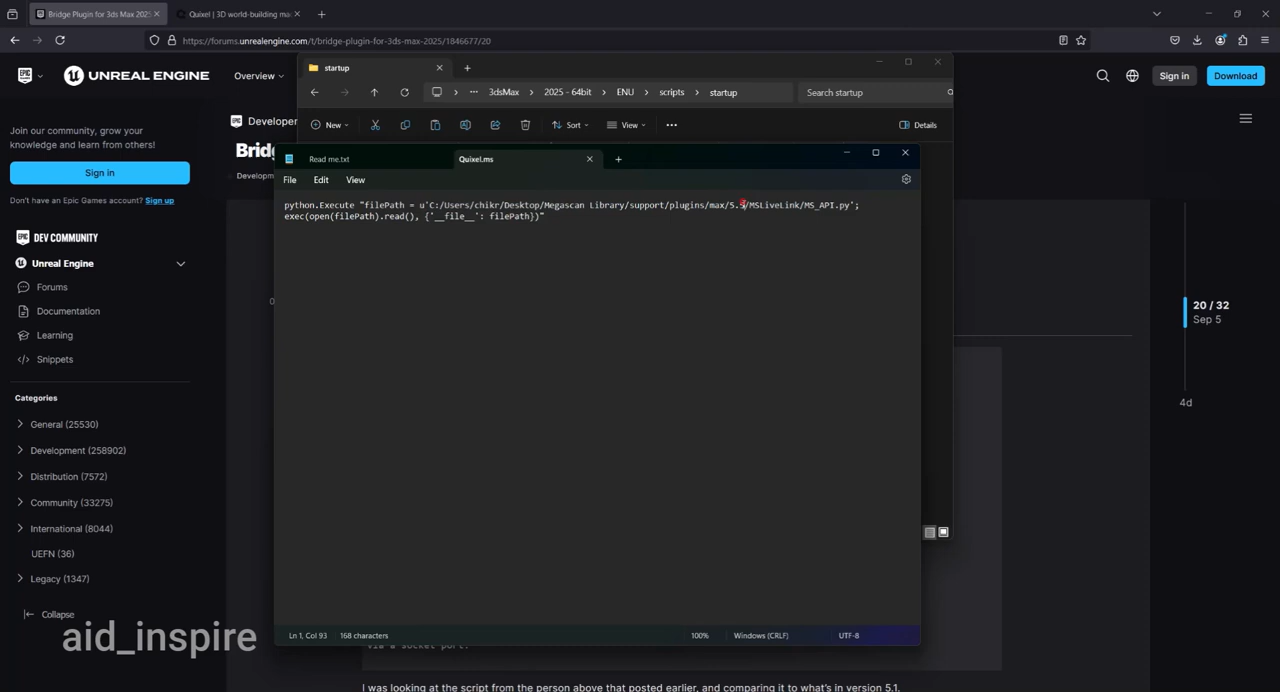 Bridge Plugin for 3ds Max 2025
Quixel | 3D world-building ma
https://forums.unrealengine.com/t/bridge-plugin-for-3ds-max-2025/1846677/20
UNREAL ENGINE
Overview
Sign in
Download
startup
3dsMax
2025 - 64bit
ENU
scripts
startup
Search startup
New
Sort
View
Details
Join our community, grow your
knowledge and learn from others!
Sign in
Don't have an Epic Games account? Sign up
DEV COMMUNITY
Unreal Engine
Forums
Documentation
Learning
Snippets
Categories
General (25530)
Development (258902)
Distribution (7572)
Community (33275)
International (8044)
UEFN (36)
Legacy (1347)
Collapse
EPIC Developer
Bridg
Developm
Read me.txt
Quixel.ms
File
Edit
View
python.Execute "filePath = u'C:/Users/chikr/Desktop/Megascan Library/support/plugins/max/5.5/MSLiveLink/MS_API.py';
exec(open(filePath).read(), {'__file__': filePath})"
Ln 1, Col 93
168 characters
100%
Windows (CRLF)
UTF-8
20 / 32
Sep 5
4d
via a socket port.
I was looking at the script from the person above that posted earlier, and comparing it to what's in version 5.1.
aid_inspire